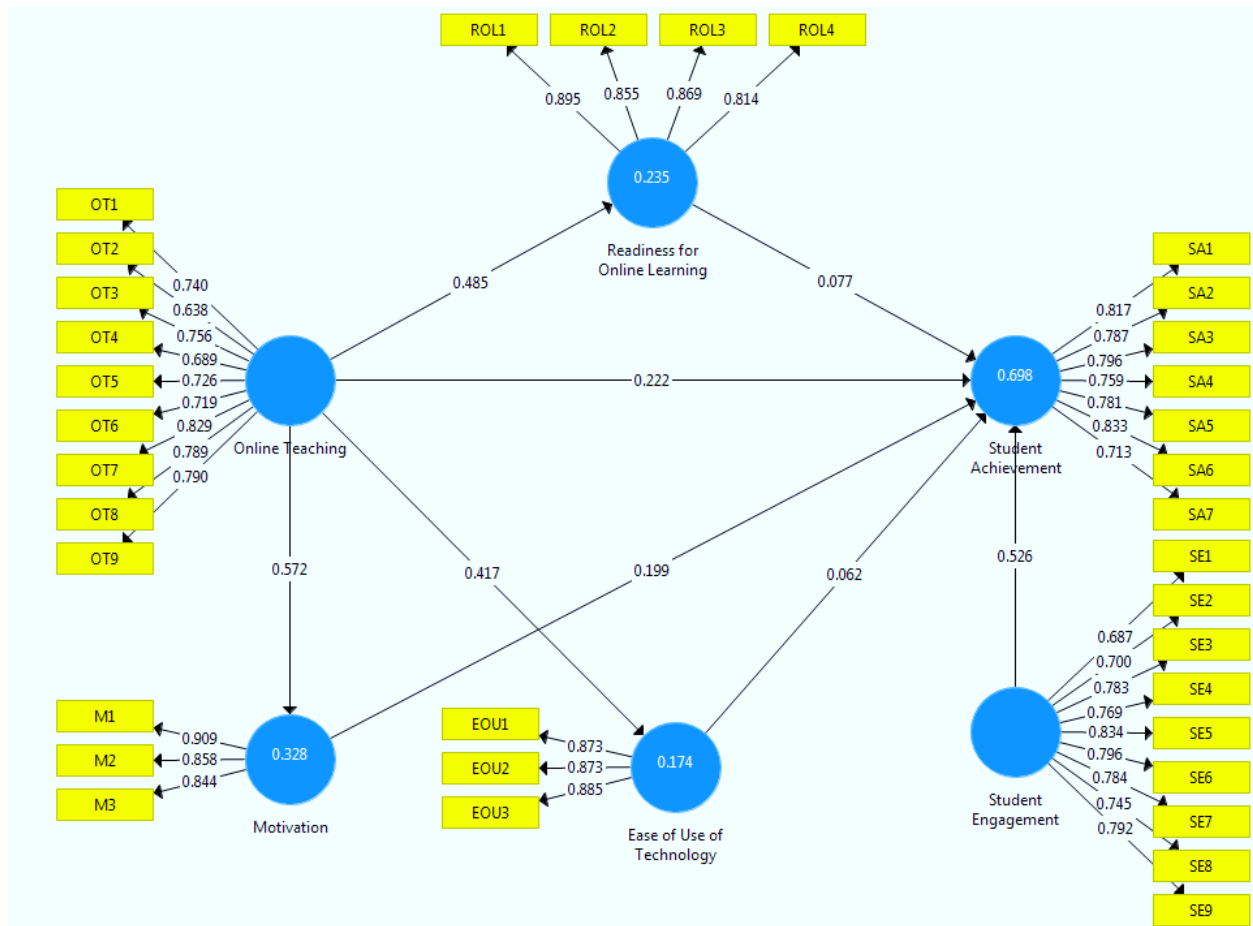 ROL1
ROL2
ROL3
ROL4
0.895
0.855
0.869
0.814
0.235
Readiness for
Online Learning
OT1
OT2
OT3
OT4
OT5
OT6
OT7
OT8
OT9
0.740
0.638
0.756
0.689
0.726
0.719
0.829
0.789
0.790
Online Teaching
0.485
0.077
0.222
0.572
0.417
0.199
0.062
0.526
0.698
Student
Achievement
0.817
0.787
0.796
0.759
0.781
0.833
0.713
SA1
SA2
SA3
SA4
SA5
SA6
SA7
M1
M2
M3
0.909
0.858
0.844
0.328
Motivation
EOU1
EOU2
EOU3
0.873
0.873
0.885
0.174
Ease of Use of
Technology
Student
Engagement
0.687
0.700
0.783
0.769
0.834
0.796
0.784
0.745
0.792
SE1
SE2
SE3
SE4
SE5
SE6
SE7
SE8
SE9